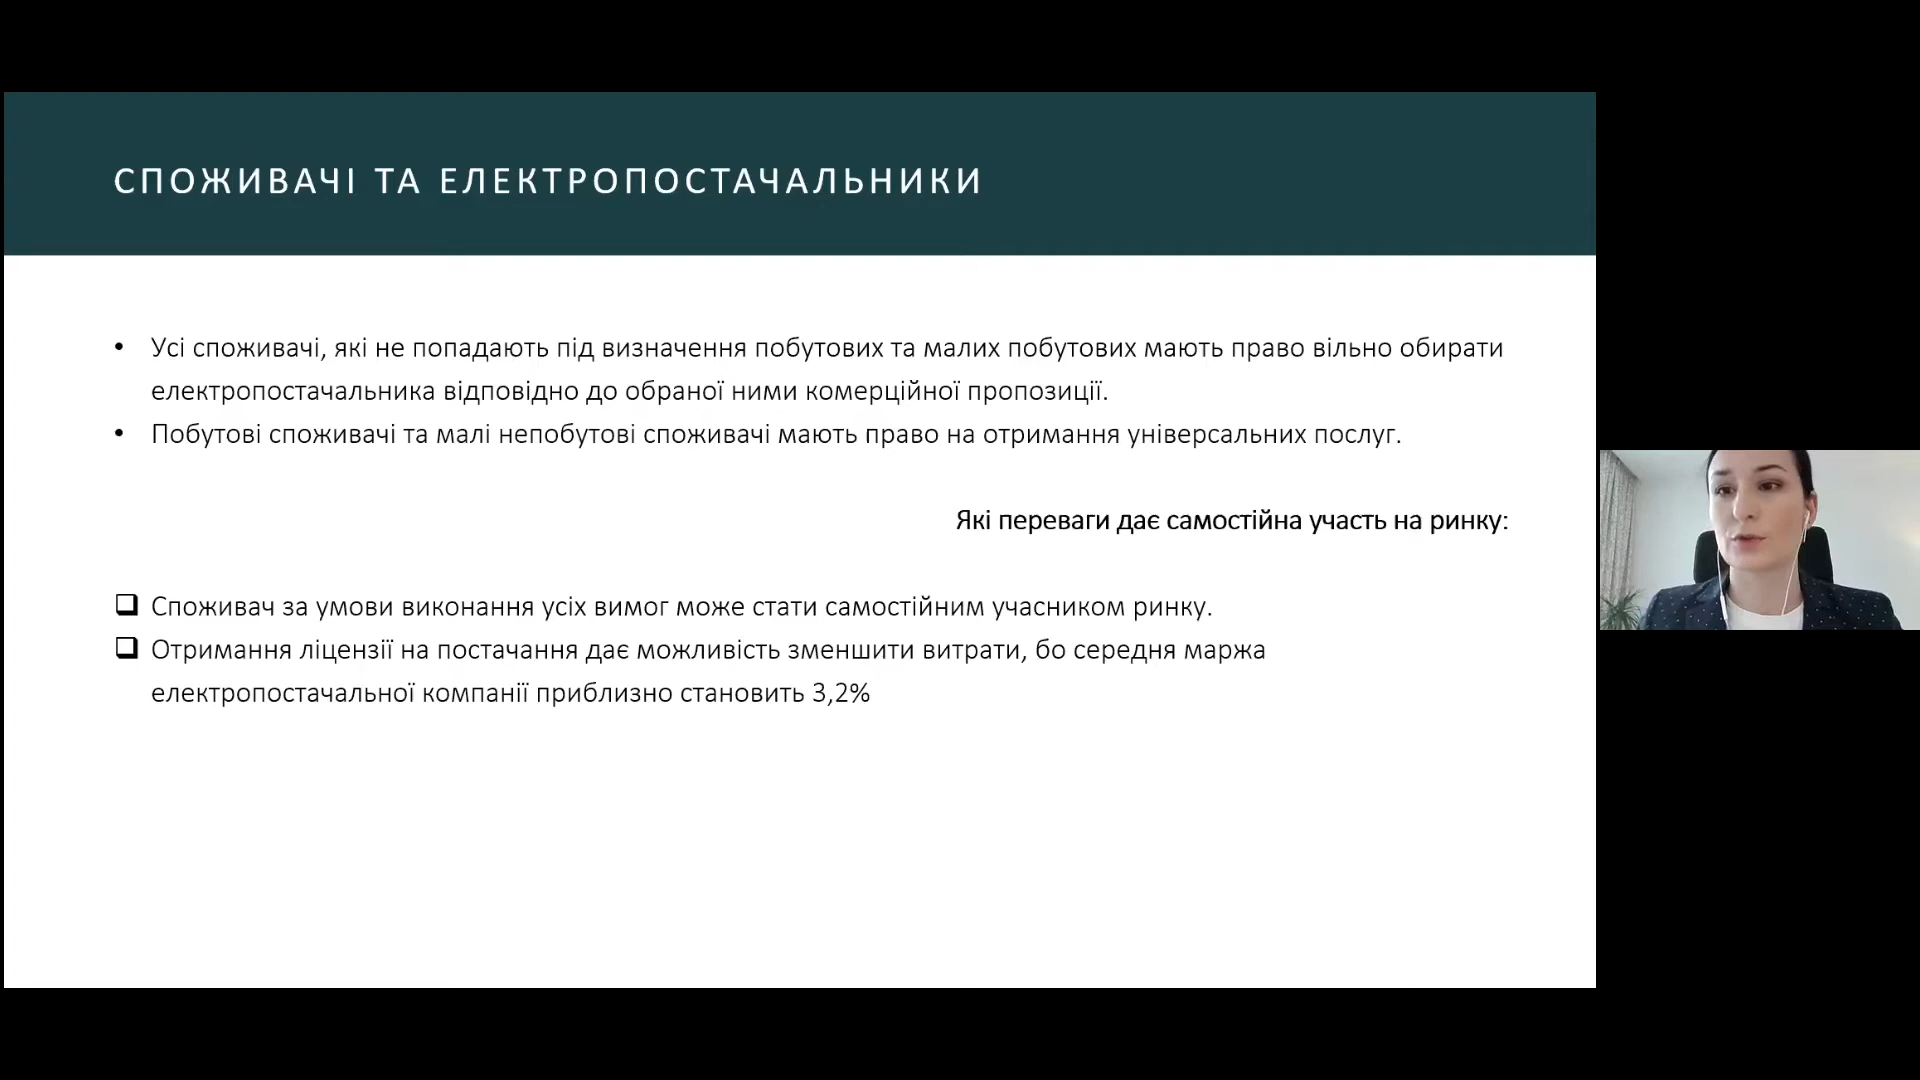 СПОЖИВАЧІ ТА ЕЛЕКТРОПОСТАЧАЛЬНИКИ
• Усі споживачі, які не попадають під визначення побутових та малих побутових мають право вільно обирати
електропостачальника відповідно до обраної ними комерційної пропозиції.
• Побутові споживачі та малі непобутові споживачі мають право на отримання універсальних послуг.
Які переваги дає самостійна участь на ринку:
❑ Споживач за умови виконання усіх вимог може стати самостійним учасником ринку.
❑ Отримання ліцензії на постачання дає можливість зменшити витрати, бо середня маржа
електропостачальної компанії приблизно становить 3,2%